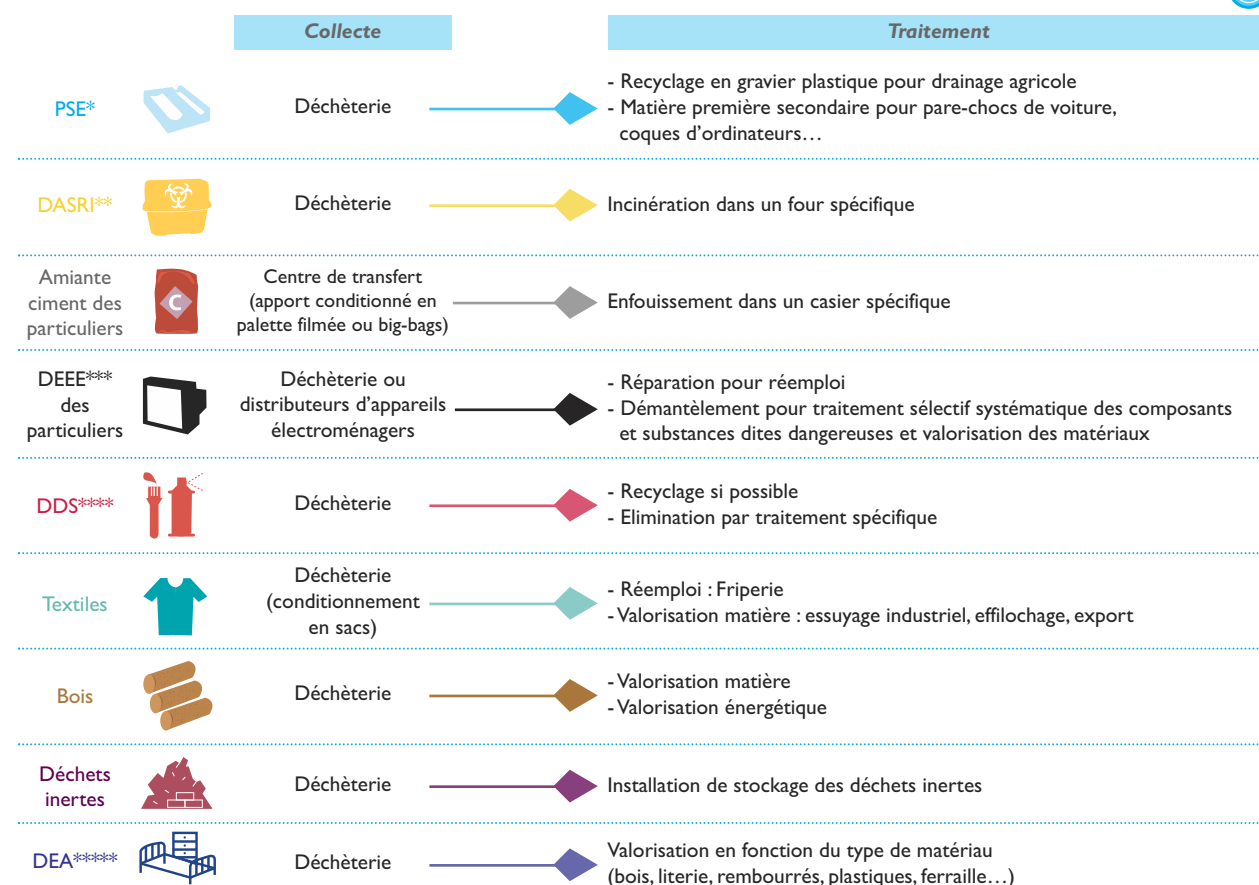 Collecte
Traitement
PSE*
Déchèterie
- Recyclage en gravier plastique pour drainage agricole
- Matière première secondaire pour pare-chocs de voiture,
coques d'ordinateurs…
DASRI**
Déchèterie
Incinération dans un four spécifique
Amiante
ciment des
particuliers
C
Centre de transfert
(apport conditionné en
palette filmée ou big-bags)
Enfouissement dans un casier spécifique
DEEE***
des
particuliers
Déchèterie ou
distributeurs d'appareils
électroménagers
- Réparation pour réemploi
- Démantèlement pour traitement sélectif systématique des composants
et substances dites dangereuses et valorisation des matériaux
DDS****
Déchèterie
- Recyclage si possible
- Elimination par traitement spécifique
Textiles
Déchèterie
(conditionnement
en sacs)
- Réemploi : Friperie
- Valorisation matière : essuyage industriel, effilochage, export
Bois
Déchèterie
- Valorisation matière
- Valorisation énergétique
Déchets
inertes
Déchèterie
Installation de stockage des déchets inertes
DEA*****
Déchèterie
Valorisation en fonction du type de matériau
(bois, literie, rembourrés, plastiques, ferraille…)